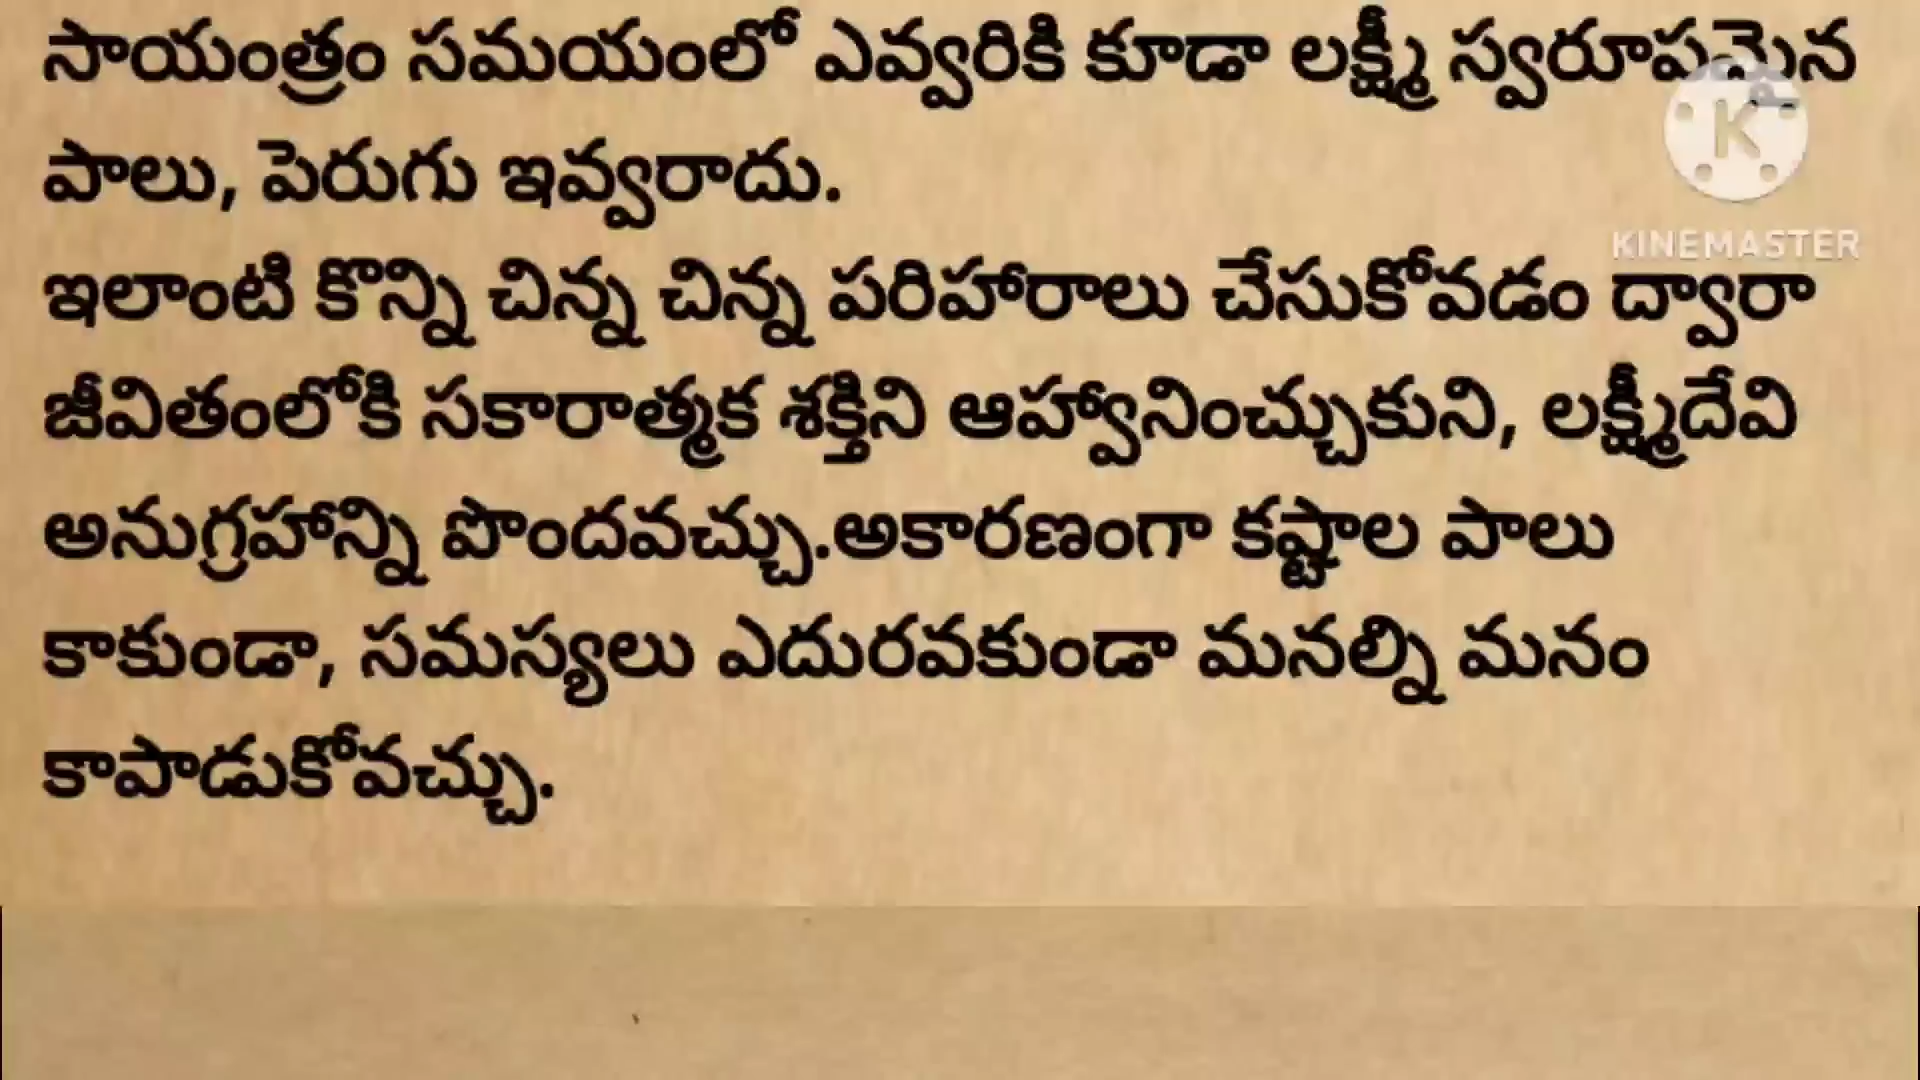 సాయంత్రం సమయంలో ఎవ్వరికి కూడా లక్ష్మీ స్వరూపమైన
పాలు, పెరుగు ఇవ్వరాదు.
KINEMASTER
ఇలాంటి కొన్ని చిన్న చిన్న పరిహారాలు చేసుకోవడం ద్వారా
జీవితంలోకి సకారాత్మక శక్తిని ఆహ్వానించ్చుకుని, లక్ష్మీదేవి
అనుగ్రహాన్ని పొందవచ్చు.అకారణంగా కష్టాల పాలు
కాకుండా, సమస్యలు ఎదురవకుండా మనల్ని మనం
కాపాడుకోవచ్చు.